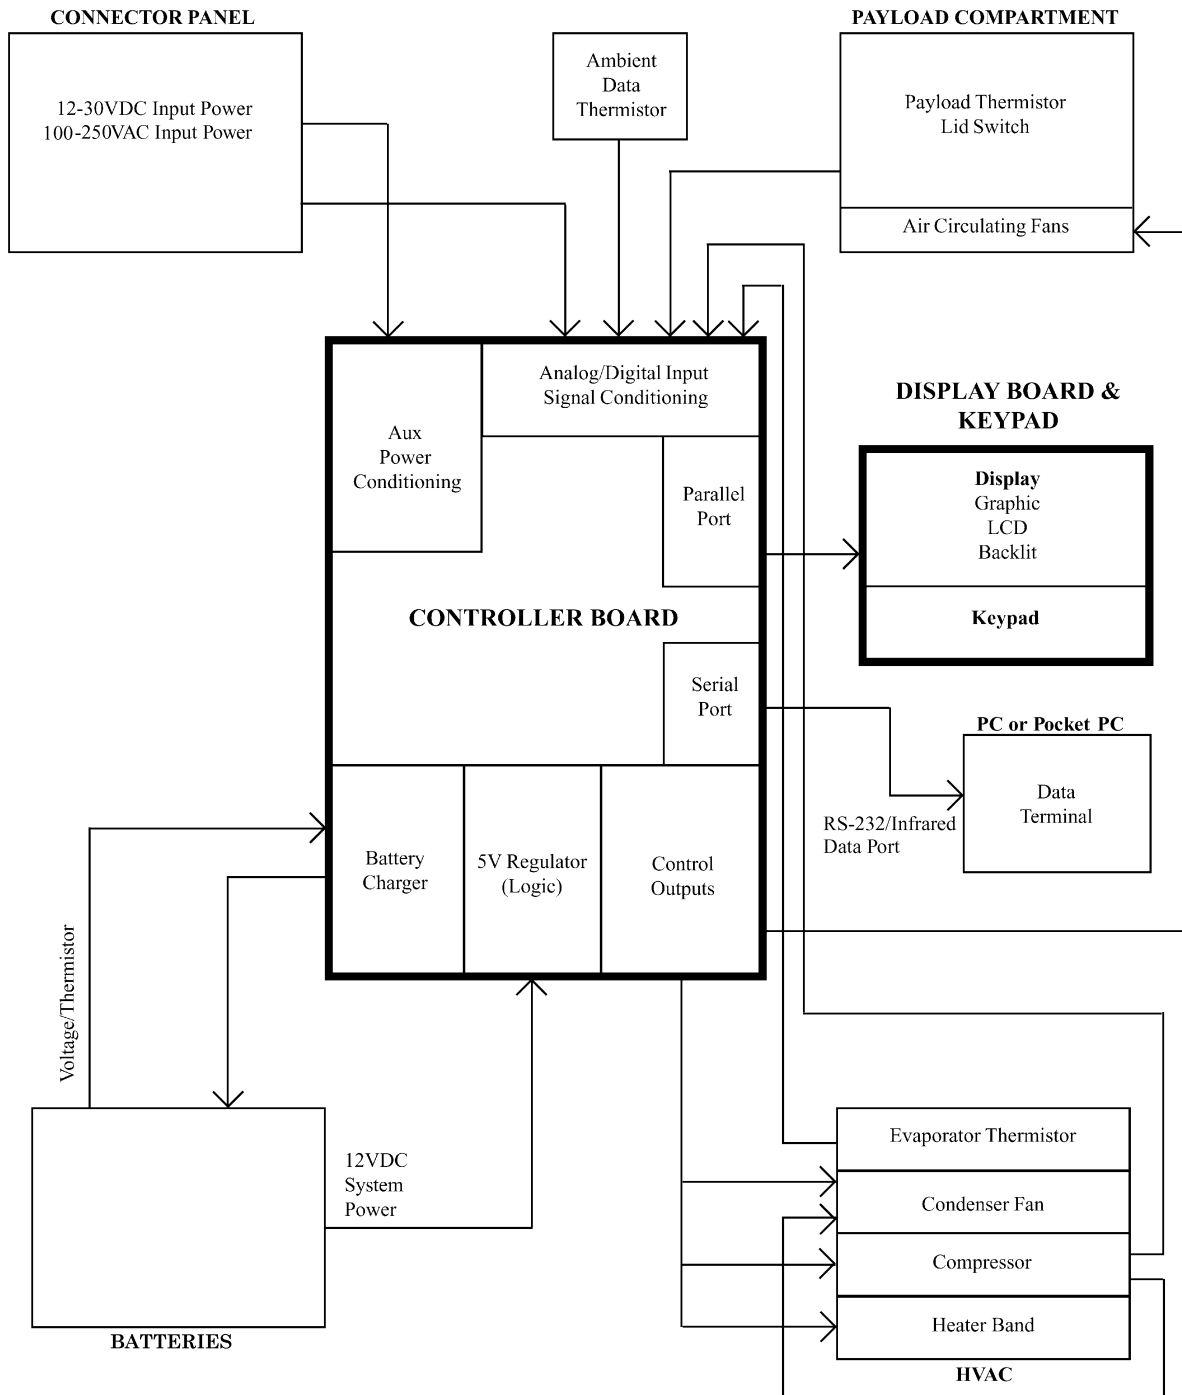 CONNECTOR PANEL
12-30VDC Input Power
100-250VAC Input Power
Ambient
Data
Thermistor
PAYLOAD COMPARTMENT
Payload Thermistor
Lid Switch
Air Circulating Fans
Analog/Digital Input
Signal Conditioning
Aux
Power
Conditioning
Parallel
Port
CONTROLLER BOARD
Serial
Port
Battery
Charger
5V Regulator
(Logic)
Control
Outputs
DISPLAY BOARD &
KEYPAD
Display
Graphic
LCD
Backlit
Keypad
PC or Pocket PC
Data
Terminal
RS-232/Infrared
Data Port
Voltage/Thermistor
12VDC
System
Power
BATTERIES
Evaporator Thermistor
Condenser Fan
Compressor
Heater Band
HVAC